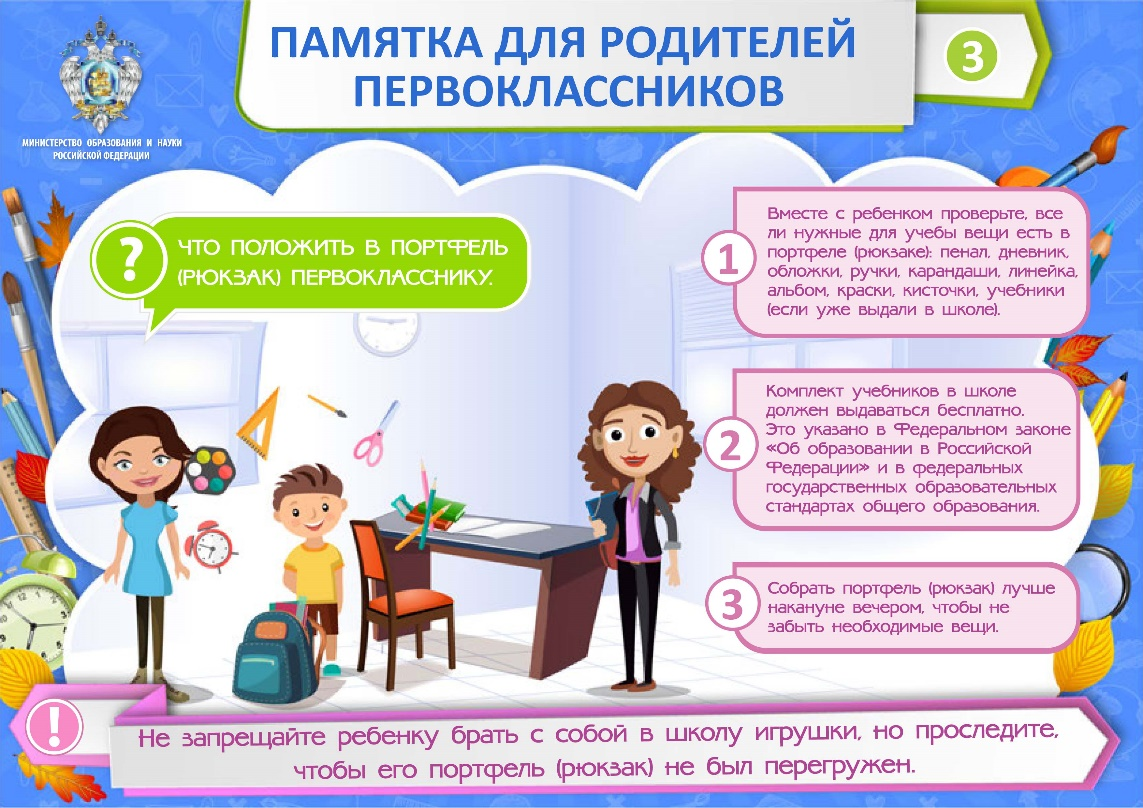 ПАМЯТКА ДЛЯ РОДИТЕЛЕЙ
ПЕРВОКЛАССНИКОВ
3
МИНИСТЕРСТВО ОБРАЗОВАНИЯ И НАУКИ
РОССИЙСКОЙ ФЕДЕРАЦИИ
?
ЧТО ПОЛОЖИТЬ В ПОРТФЕЛЬ
(РЮКЗАК) ПЕРВОКЛАССНИКУ.
1
Вместе с ребенком проверьте, все
ли нужные для учебы вещи есть в
портфеле (рюкзаке): пенал, дневник,
обложки, ручки, карандаши, линейка,
альбом, краски, кисточки, учебники
(если уже выдали в школе).
2
Комплект учебников в школе
должен выдаваться бесплатно.
Это указано в Федеральном законе
«Об образовании в Российской
Федерации» и в федеральных
государственных образовательных
стандартах общего образования.
3
Собрать портфель (рюкзак) лучше
накануне вечером, чтобы не
забыть необходимые вещи.
!
Не запрещайте ребенку брать с собой в школу игрушки, но проследите,
чтобы его портфель (рюкзак) не был перегружен.